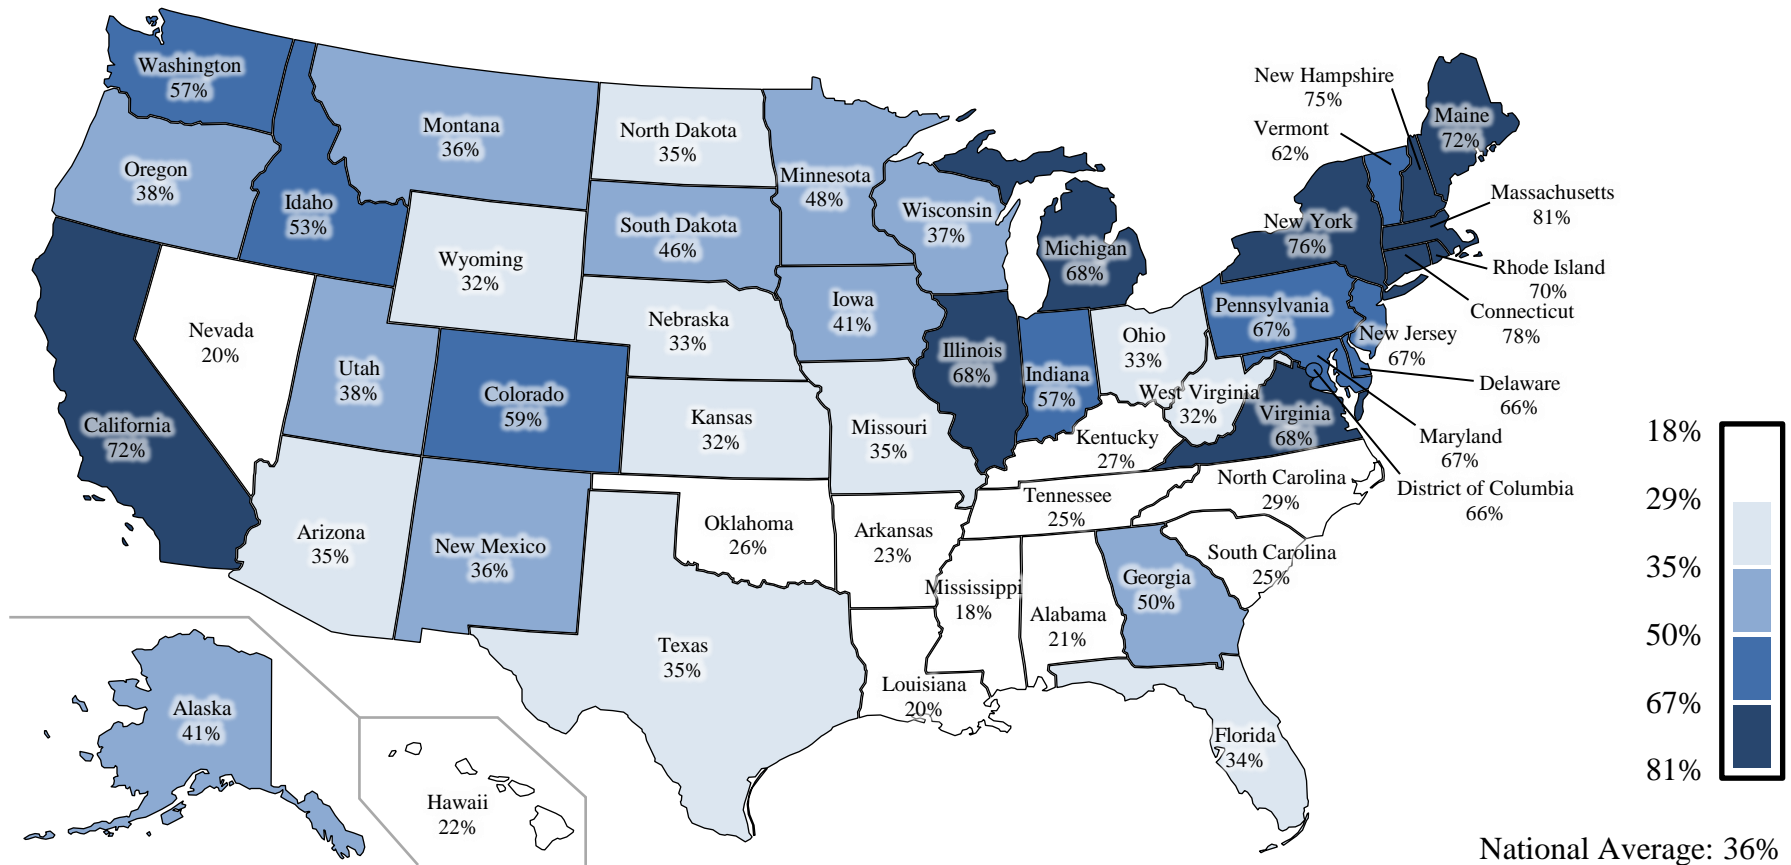 Washington
57%
Oregon
38%
California
72%
Idaho
53%
Nevada
20%
Montana
36%
Wyoming
32%
Utah
38%
Colorado
59%
Arizona
35%
New Mexico
36%
North Dakota
35%
South Dakota
46%
Nebraska
33%
Kansas
32%
Oklahoma
26%
Texas
35%
Minnesota
48%
Iowa
41%
Missouri
35%
Arkansas
23%
Louisiana
20%
Wisconsin
37%
Illinois
68%
Michigan
68%
Indiana
57%
Ohio
33%
Kentucky
27%
Tennessee
25%
Mississippi
18%
Alabama
21%
Georgia
50%
Florida
34%
South Carolina
25%
North Carolina
29%
West Virginia
32%
Virginia
68%
Pennsylvania
67%
New York
76%
Vermont
62%
New Hampshire
75%
Maine
72%
Massachusetts
81%
Rhode Island
70%
Connecticut
78%
New Jersey
67%
Delaware
66%
Maryland
67%
District of Columbia
66%
Alaska
41%
Hawaii
22%
18%
29%
35%
50%
67%
81%
National Average: 36%